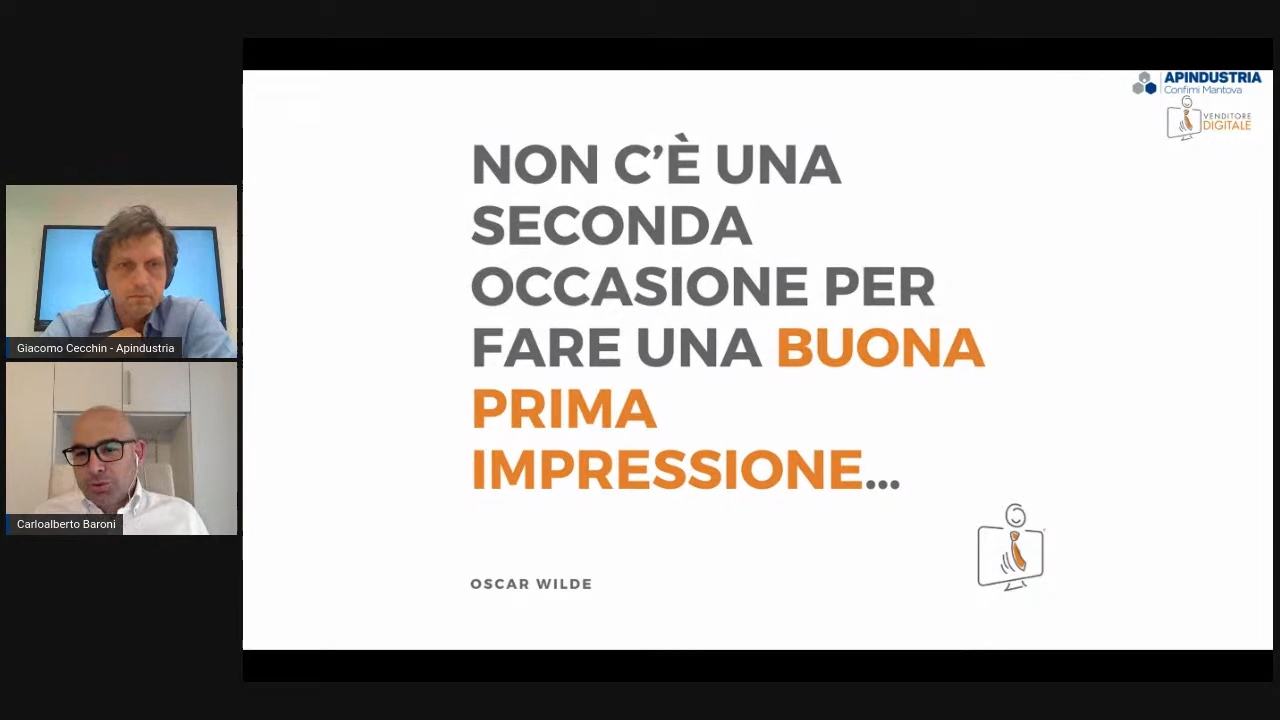 APINDUSTRIA
Confimi Mantova
VENDITORE
DIGITALE
NON C'È UNA
SECONDA
OCCASIONE PER
FARE UNA BUONA
PRIMA
IMPRESSIONE...
OSCAR WILDE
Giacomo Cecchin - Apindustria
Carloalberto Baroni